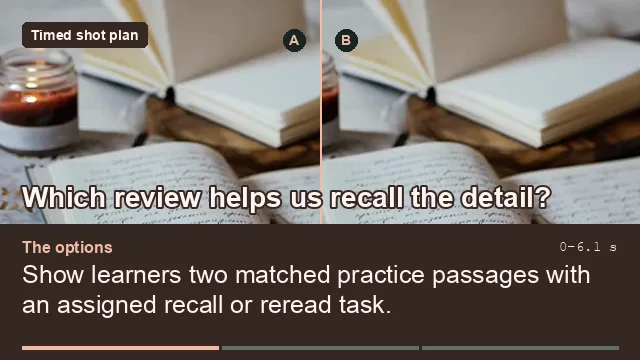 Timed shot plan
A
B
Which review helps us recall the detail?
The options
0–6.1 s
Show learners two matched practice passages with
an assigned recall or reread task.